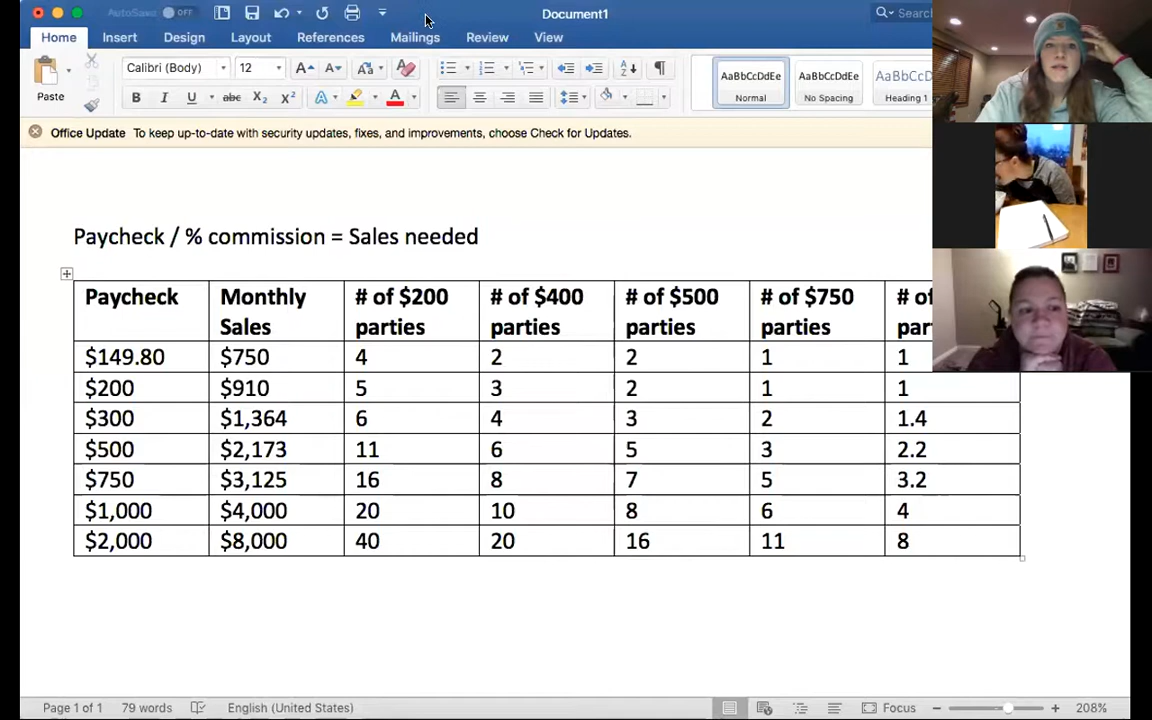 AutoSave OFF Document1 Search
Home Insert Design Layout References Mailings Review View
Calibri (Body) 12 AaBbCcDdEe AaBbCcDdEe AaBbCcDc
Paste B I U abc X2 X2 A A Normal No Spacing Heading 1
Office Update To keep up-to-date with security updates, fixes, and improvements, choose Check for Updates.
Paycheck / % commission = Sales needed
Paycheck Monthly # of $200 # of $400 # of $500 # of $750 # of
Sales parties parties parties parties
$149.80 $750 4 2 2 1 1
$200 $910 5 3 2 1 1
$300 $1,364 6 4 3 2 1.4
$500 $2,173 11 6 5 3 2.2
$750 $3,125 16 8 7 5 3.2
$1,000 $4,000 20 10 8 6 4
$2,000 $8,000 40 20 16 11 8
Page 1 of 1 79 words English (United States) Focus 208%